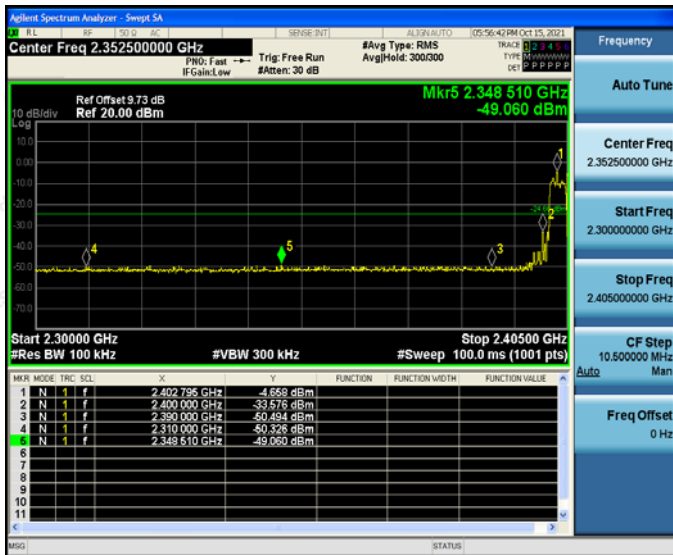 Agilent Spectrum Analyzer - Swept SA
RL RF 50 Ω AC SENSE:INT ALIGN AUTO 05:56:42 PM Oct 15, 2021
Center Freq 2.352500000 GHz
PNO: Fast
IFGain:Low
Trig: Free Run
#Atten: 30 dB
#Avg Type: RMS
Avg|Hold: 300/300
TRACE 1 2 3 4 5 6
TYPE M
DET P P P P P P
Frequency
Auto Tune
Center Freq
2.352500000 GHz
Start Freq
2.300000000 GHz
Stop Freq
2.405000000 GHz
CF Step
10.500000 MHz
Auto Man
Freq Offset
0 Hz
Mkr5 2.348 510 GHz
-49.060 dBm
Ref Offset 9.73 dB
Ref 20.00 dBm
10 dB/div
Log
10.0
0.00
-10.0
-20.0
-30.0
-40.0
-50.0
-60.0
-70.0
1
2
3
4
5
Start 2.30000 GHz
Stop 2.40500 GHz
#Res BW 100 kHz #VBW 300 kHz #Sweep 100.0 ms (1001 pts)
MKR MODE TRC SCL X Y FUNCTION FUNCTION WIDTH FUNCTION VALUE
1 N 1 f 2.402 795 GHz -4.658 dBm
2 N 1 f 2.400 000 GHz -33.576 dBm
3 N 1 f 2.390 000 GHz -50.494 dBm
4 N 1 f 2.310 000 GHz -50.326 dBm
5 N 1 f 2.348 510 GHz -49.060 dBm
6
7
8
9
10
11
MSG STATUS